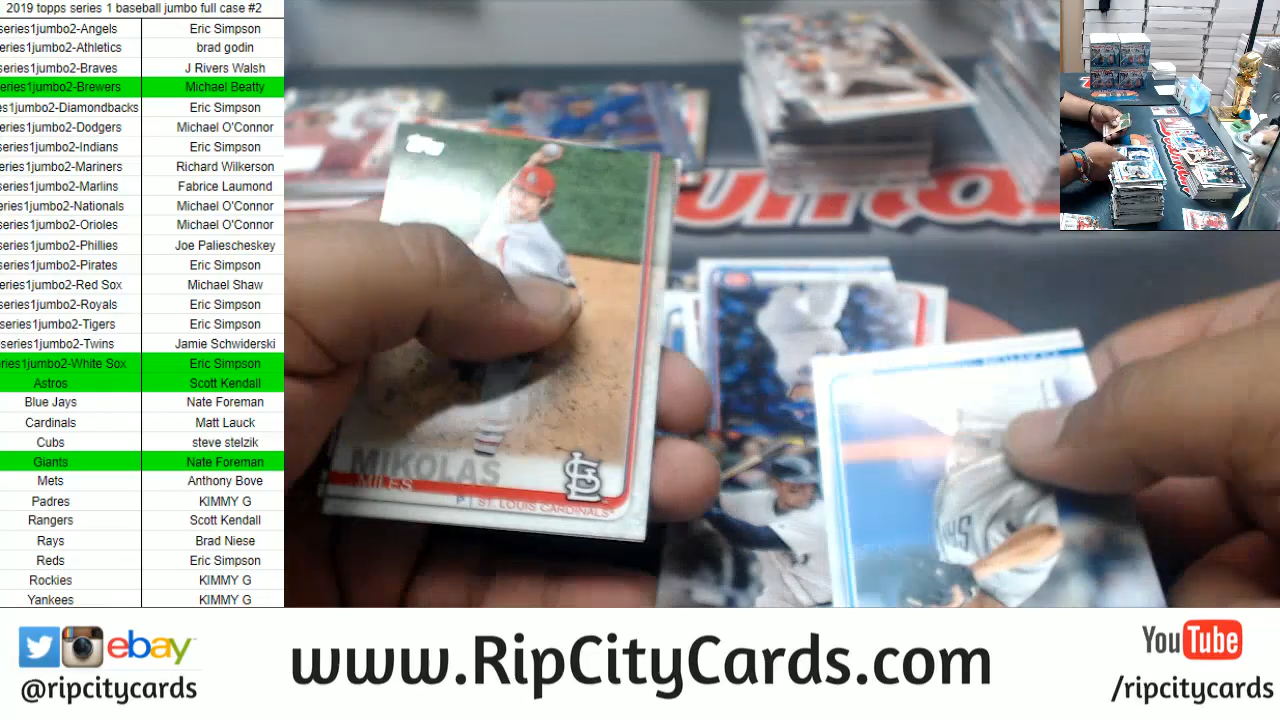 2019 topps series 1 baseball jumbo full case #2
series1jumbo2-Angels Eric Simpson
series1jumbo2-Athletics brad godin
series1jumbo2-Braves J Rivers Walsh
series1jumbo2-Brewers Michael Beatty
series1jumbo2-Diamondbacks Eric Simpson
eries1jumbo2-Dodgers Michael O'Connor
series1jumbo2-Indians Eric Simpson
eries1jumbo2-Mariners Richard Wilkerson
series1jumbo2-Marlins Fabrice Laumond
eries1jumbo2-Nationals Michael O'Connor
series1jumbo2-Orioles Michael O'Connor
series1jumbo2-Phillies Joe Paliescheskey
series1jumbo2-Pirates Eric Simpson
eries1jumbo2-Red Sox Michael Shaw
series1jumbo2-Royals Eric Simpson
series1jumbo2-Tigers Eric Simpson
series1jumbo2-Twins Jamie Schwiderski
eries1jumbo2-White Sox Eric Simpson
Astros Scott Kendall
Blue Jays Nate Foreman
Cardinals Matt Lauck
Cubs steve stelzik
Giants Nate Foreman
Mets Anthony Bove
Padres KIMMY G
Rangers Scott Kendall
Rays Brad Niese
Reds Eric Simpson
Rockies KIMMY G
Yankees KIMMY G
Topps
MIKOLAS
MILES
P | ST. LOUIS CARDINALS
ebay
@ripcitycards
www.RipCityCards.com
YouTube
/ripcitycards